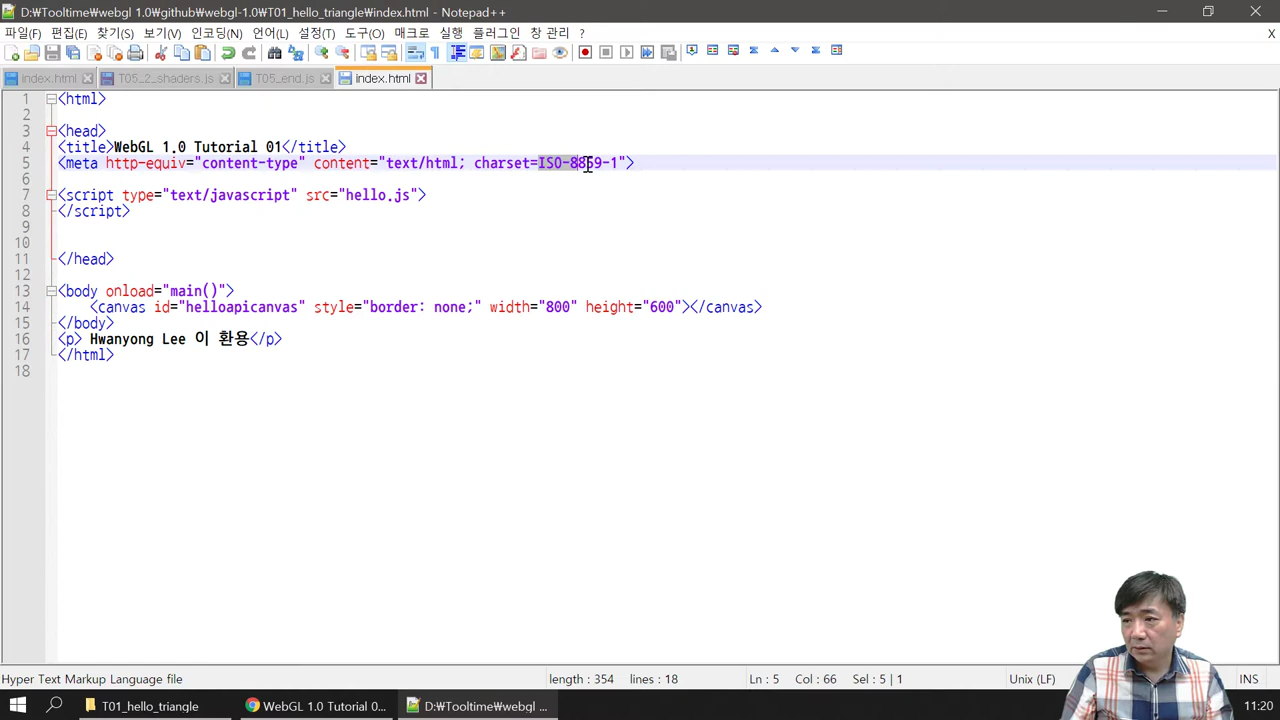 D:₩Tooltime₩webgl 1.0₩github₩webgl-1.0₩T01_hello_triangle₩index.html - Notepad++
파일(F) 편집(E) 찾기(S) 보기(V) 인코딩(N) 언어(L) 설정(T) 도구(O) 매크로 실행 플러그인 창 관리 ? X
index.html T05_2_shaders.js T05_end.js index.html
1 <html>
2
3 <head>
4 <title>WebGL 1.0 Tutorial 01</title>
5 <meta http-equiv="content-type" content="text/html; charset=ISO-8859-1">
6
7 <script type="text/javascript" src="hello.js">
8 </script>
9
10
11 </head>
12
13 <body onload="main()">
14 <canvas id="helloapicanvas" style="border: none;" width="800" height="600"></canvas>
15 </body>
16 <p> Hwanyong Lee 이 환용</p>
17 </html>
18
Hyper Text Markup Language file length : 354 lines : 18 Ln : 5 Col : 66 Sel : 5 | 1 Unix (LF) INS
T01_hello_triangle WebGL 1.0 Tutorial 0... D:₩Tooltime₩webgl ... 11:20